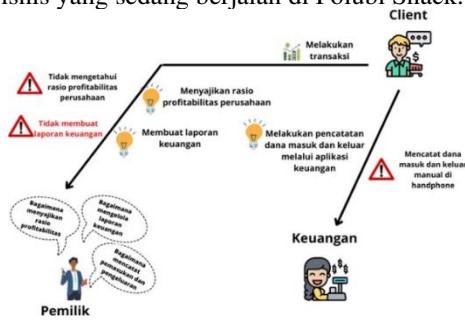 isnis yang sedang berjalan di Polubi Snack.
Client
Melakukan
transaksi
Tidak mengetahui
rasio profitabilitas
perusahaan
Menyajikan rasio
profitabilitas perusahaan
Tidak membuat
laporan keuangan
Membuat laporan
keuangan
Melakukan pencatatan
dana masuk dan keluar
melalui aplikasi
keuangan
Mencatat dana
masuk dan keluar
manual di
handphone
Bagaimana
menyajikan
rasio
profitabilitas
Bagaimana
mengelola
laporan
keuangan
Bagaimana
mencatat
pemasukan dan
pengeluaran
Keuangan
Pemilik